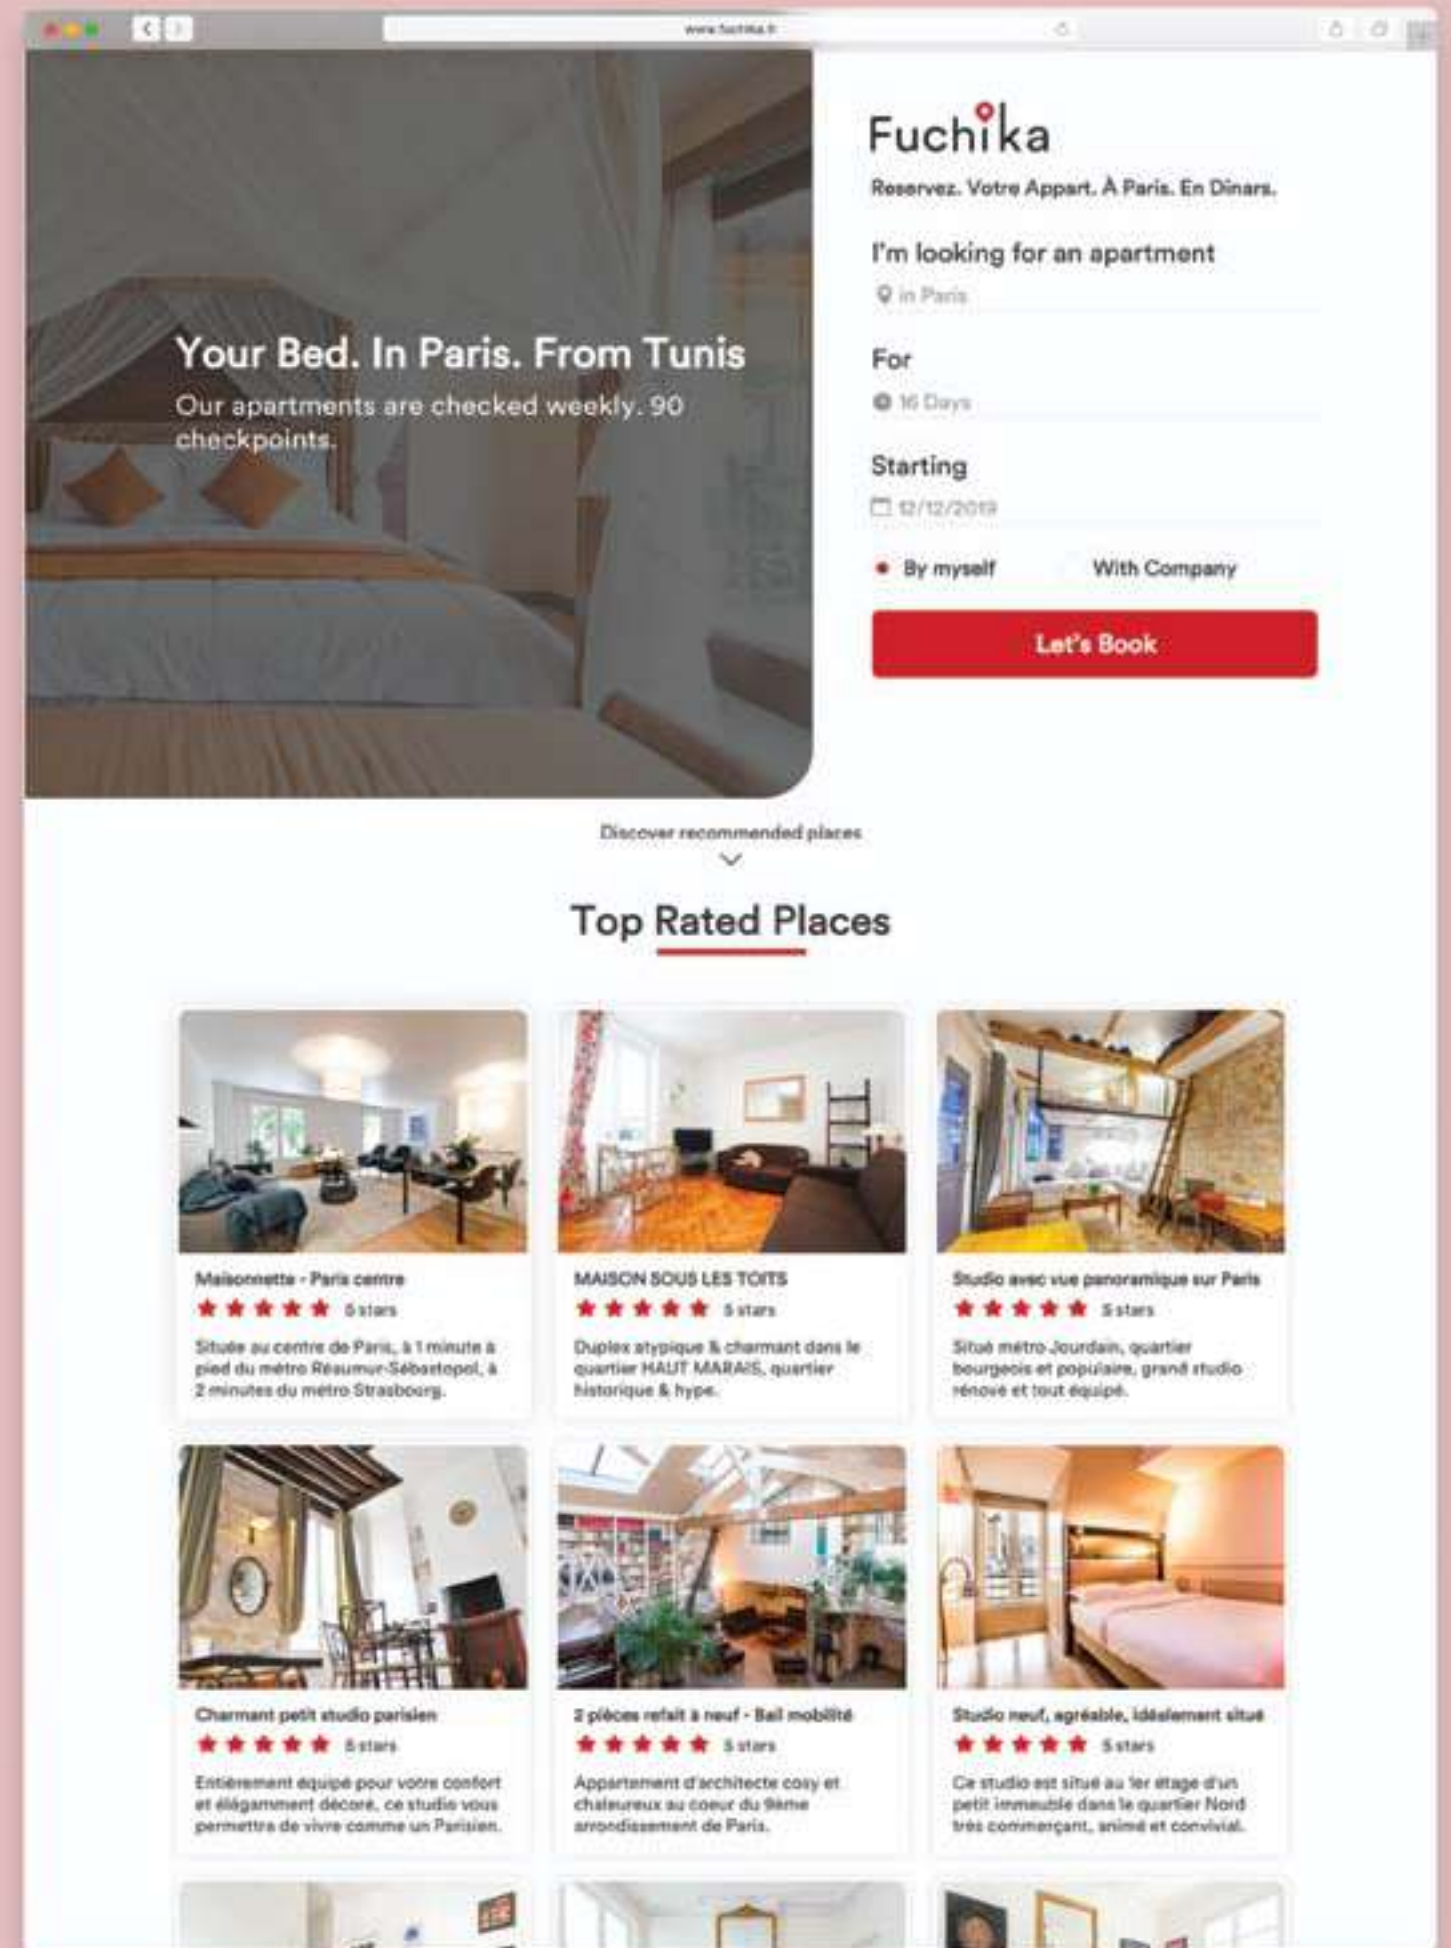 www.fuchika.fr
Fuchika
Reservez. Votre Appart. À Paris. En Dinars.
I'm looking for an apartment
in Paris
For
16 Days
Starting
12/12/2019
By myself
With Company
Let's Book
Your Bed. In Paris. From Tunis
Our apartments are checked weekly. 90
checkpoints.
Discover recommended places
Top Rated Places
Maisonnette - Paris centre
5 stars
Située au centre de Paris, à 1 minute à
pied du métro Réaumur-Sébastopol, à
2 minutes du métro Strasbourg.
MAISON SOUS LES TOITS
5 stars
Duplex atypique & charmant dans le
quartier HAUT MARAIS, quartier
historique & hype.
Studio avec vue panoramique sur Paris
5 stars
Situé métro Jourdain, quartier
bourgeois et populaire, grand studio
rénové et tout équipé.
Charmant petit studio parisien
5 stars
Entièrement équipé pour votre confort
et élégamment décoré, ce studio vous
permettra de vivre comme un Parisien.
2 pièces refait à neuf - Bail mobilité
5 stars
Appartement d'architecte cosy et
chaleureux au coeur du 9ème
arrondissement de Paris.
Studio neuf, agréable, idéalement situé
5 stars
Ce studio est situé au 1er étage d'un
petit immeuble dans le quartier Nord
très commerçant, animé et convivial.